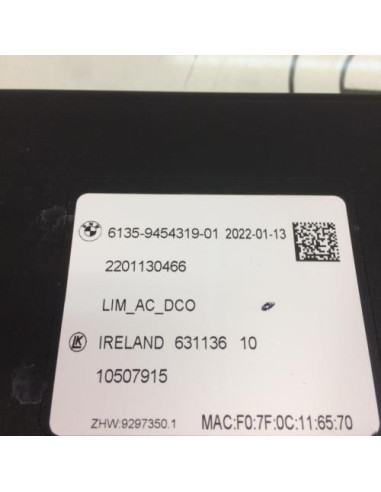 6135-9454319-01 2022-01-13
2201130466
LIM_AC_DCO
LK IRELAND 631136 10
10507915
ZHW:9297350.1 MAC:F0:7F:0C:11:65:70